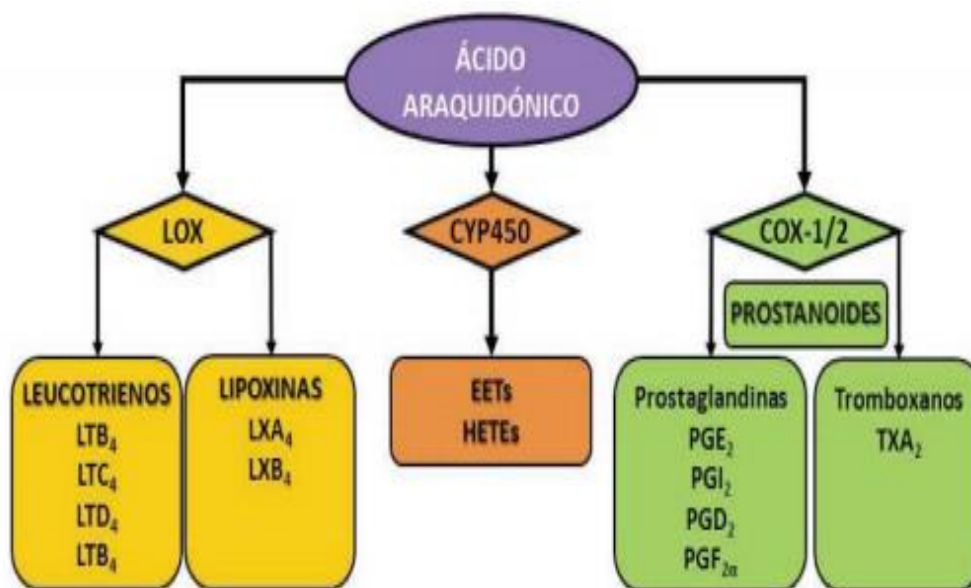 ÁCIDO
ARAQUIDÓNICO
LOX
CYP450
COX-1/2
PROSTANOIDES
LEUCOTRIENOS
LTB₄
LTC₄
LTD₄
LTB₄
LIPOXINAS
LXA₄
LXB₄
EETs
HETEs
Prostaglandinas
PGE₂
PGI₂
PGD₂
PGF₂α
Tromboxanos
TXA₂